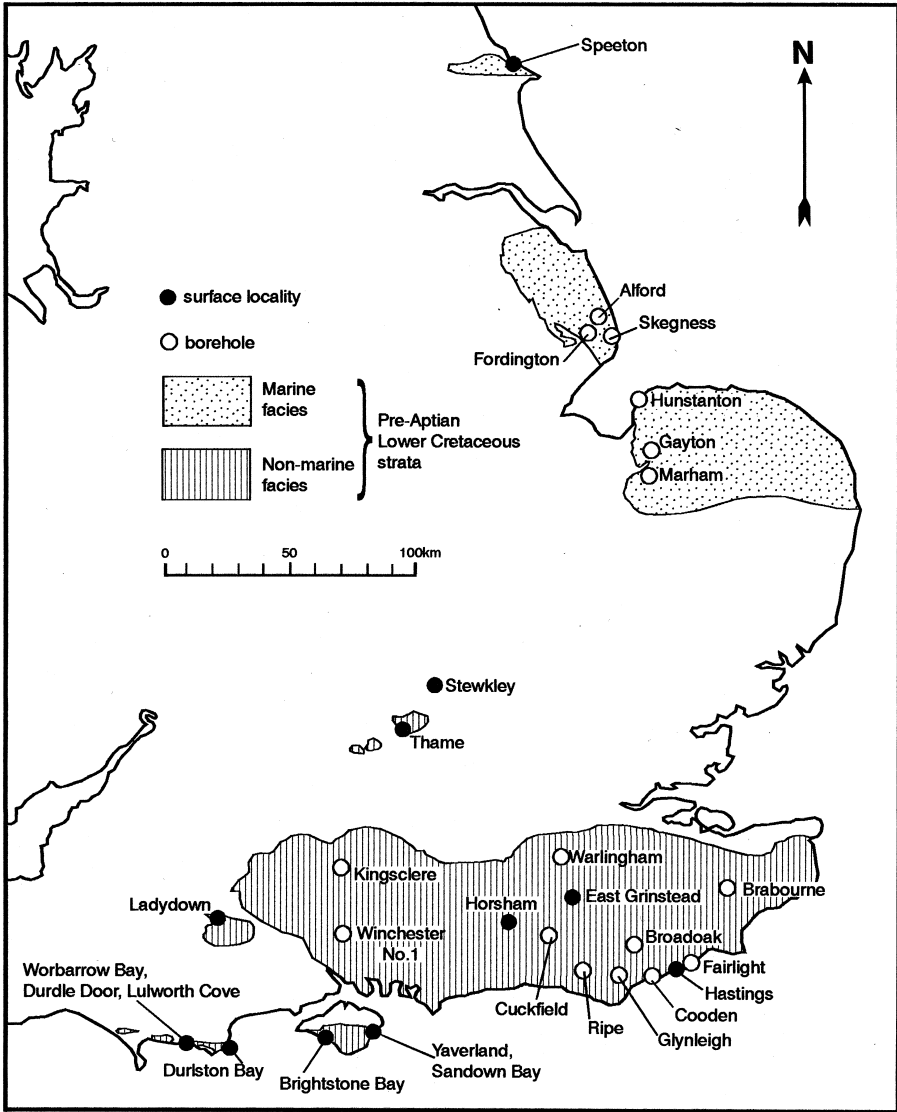 Speeton
N
surface locality
Alford
Skegness
borehole
Fordington
Marine
facies
Hunstanton
Pre-Aptian
Lower Cretaceous
strata
Gayton
Non-marine
facies
Marham
0 50 100km
Stewkley
Thame
Warlingham
Kingsclere
Brabourne
East Grinstead
Ladydown
Horsham
Winchester
No.1
Broadoak
Fairlight
Worbarrow Bay,
Durdle Door, Lulworth Cove
Hastings
Cuckfield
Cooden
Ripe
Glynleigh
Yaverland,
Sandown Bay
Durlston Bay
Brightstone Bay